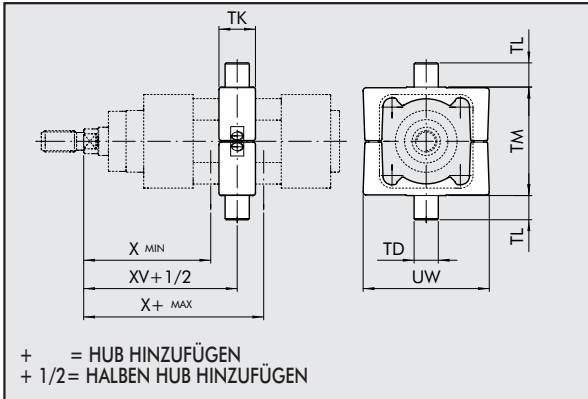 TK
TL
TM
TL
TD
UW
X MIN
XV+1/2
X+ MAX
+ = HUB HINZUFÜGEN
+ 1/2= HALBEN HUB HINZUFÜGEN